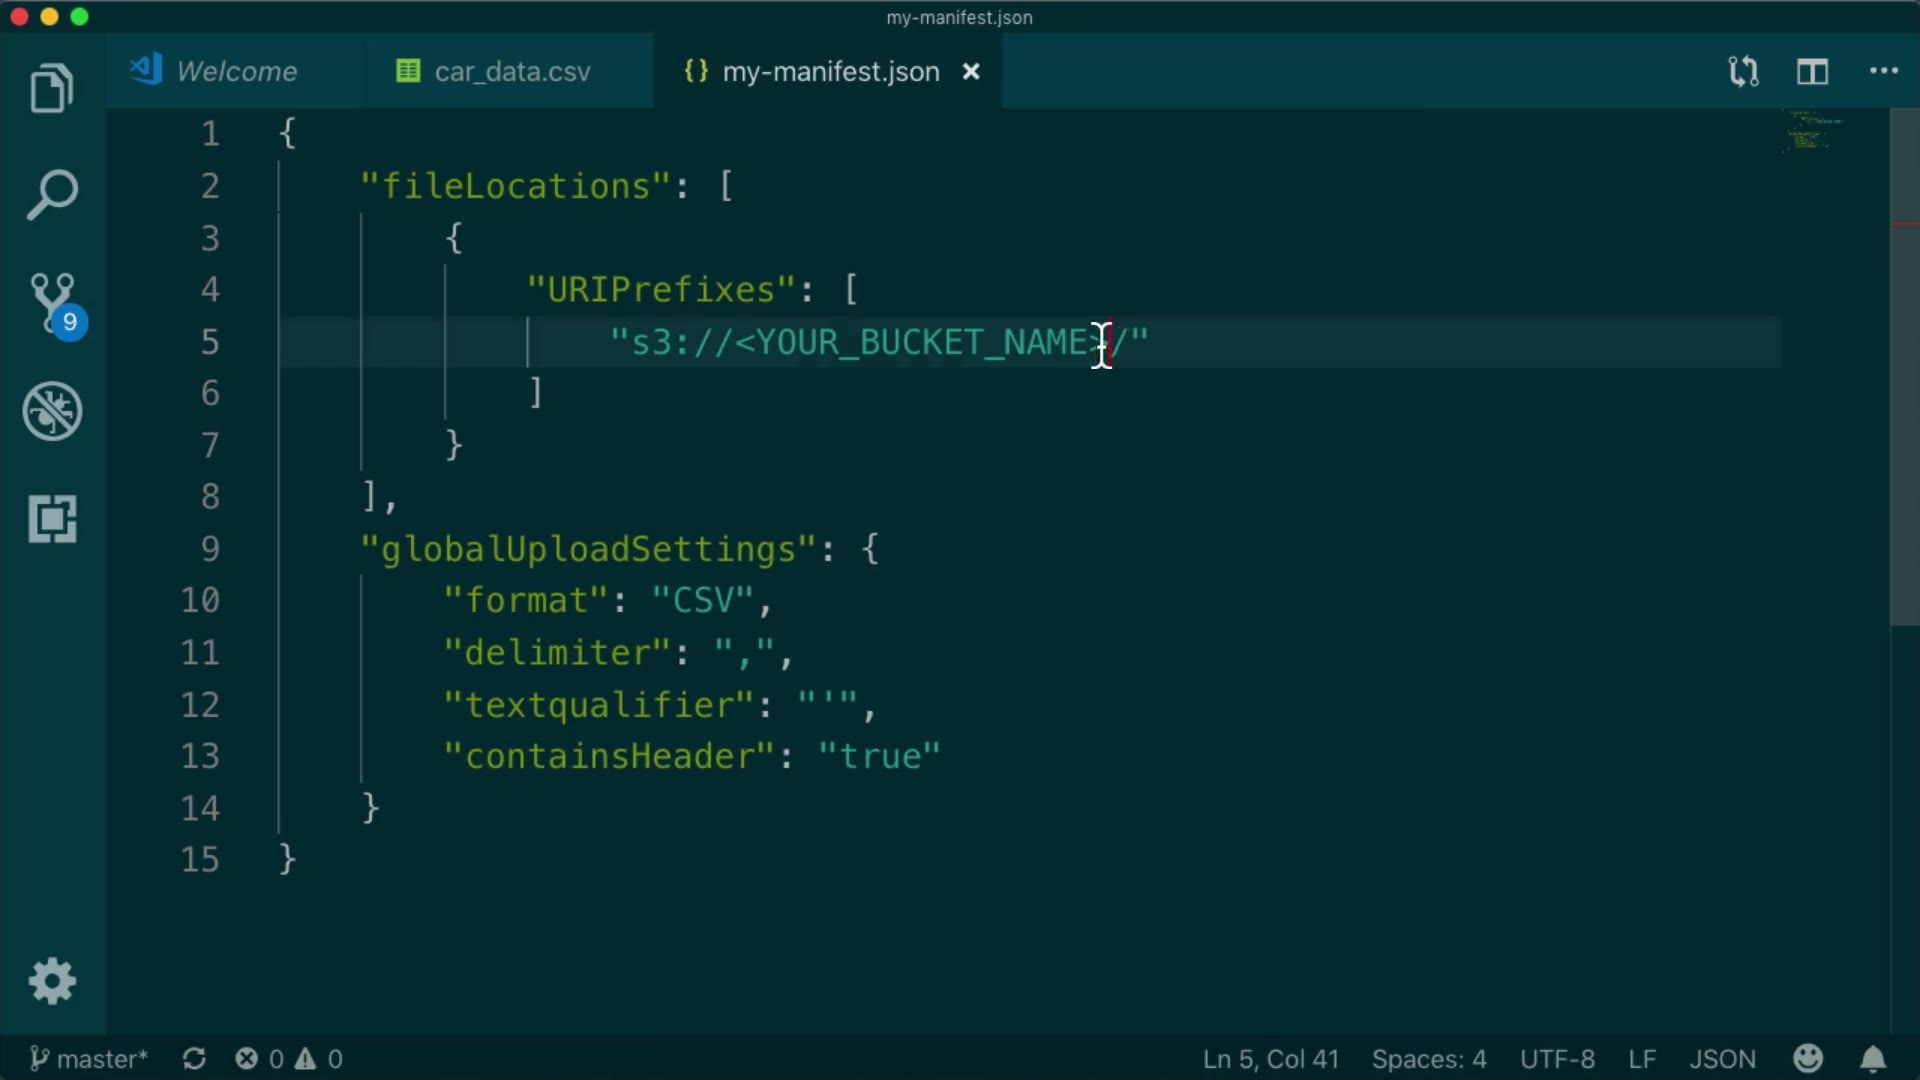 my-manifest.json
Welcome
car_data.csv
{} my-manifest.json ×
1 {
2 "fileLocations": [
3 {
4 "URIPrefixes": [
5 "s3://<YOUR_BUCKET_NAME>/"
6 ]
7 }
8 ],
9 "globalUploadSettings": {
10 "format": "CSV",
11 "delimiter": ",",
12 "textqualifier": "'",
13 "containsHeader": "true"
14 }
15 }
9
master* 0 0 Ln 5, Col 41 Spaces: 4 UTF-8 LF JSON